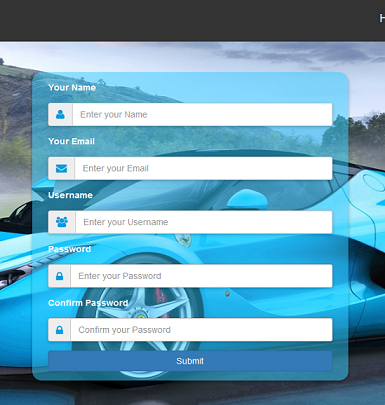 Your Name
Enter your Name
Your Email
Enter your Email
Username
Enter your Username
Password
Enter your Password
Confirm Password
Confirm your Password
Submit